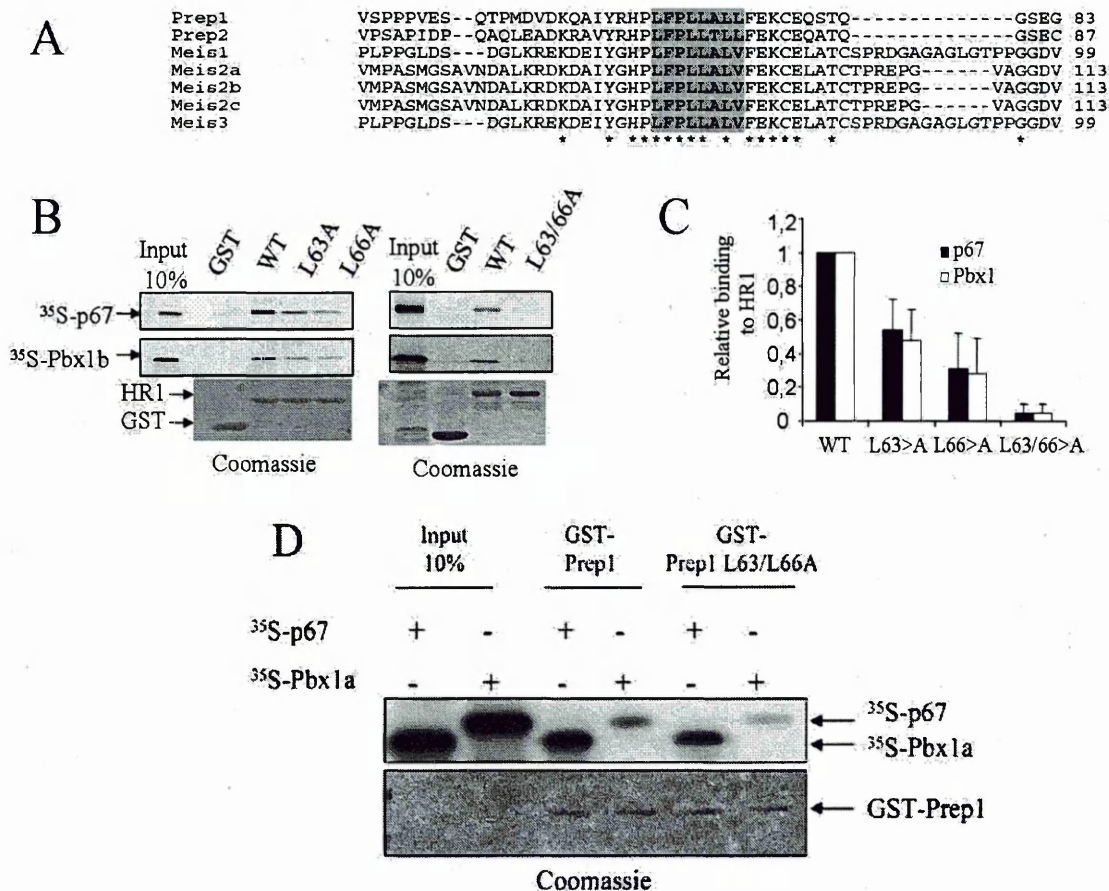 A
Prep1 VSPPPVES--QTPMDVDKQAIYRHPLFPLLALLFEKCEQSTQ--------------GSEG 83
Prep2 VPSAPIDP--QAQLEADKRAVYRHPLFPLLTLLFEKCEQATQ--------------GSEC 87
Meis1 PLPPGLDS---DGLKREKDAIYGHPLFPLLALVFEKCELATCSPRDGAGAGLGTPPGGDV 99
Meis2a VMPASMGSAVNDALKRDKDAIYGHPLFPLLALVFEKCELATCTPREPG------VAGGDV 113
Meis2b VMPASMGSAVNDALKRDKDAIYGHPLFPLLALVFEKCELATCTPREPG------VAGGDV 113
Meis2c VMPASMGSAVNDALKRDKDAIYGHPLFPLLALVFEKCELATCTPREPG------VAGGDV 113
Meis3 PLPPGLDS---DGLKREKDEIYGHPLFPLLALVFEKCELATCSPRDGAGAGLGTPPGGDV 99
* * ******** * ***** * *
B
Input 10% GST WT L63A L66A
Input 10% GST WT L63/66A
³⁵S-p67
³⁵S-Pbx1b
HR1
GST
Coomassie
Coomassie
C
Relative binding to HR1
1,2
1
0,8
0,6
0,4
0,2
0
p67
Pbx1
WT L63>A L66>A L63/66>A
D
Input 10%
GST-Prep1
GST-Prep1 L63/L66A
³⁵S-p67 + - + - + -
³⁵S-Pbx1a - + - + - +
³⁵S-p67
³⁵S-Pbx1a
GST-Prep1
Coomassie